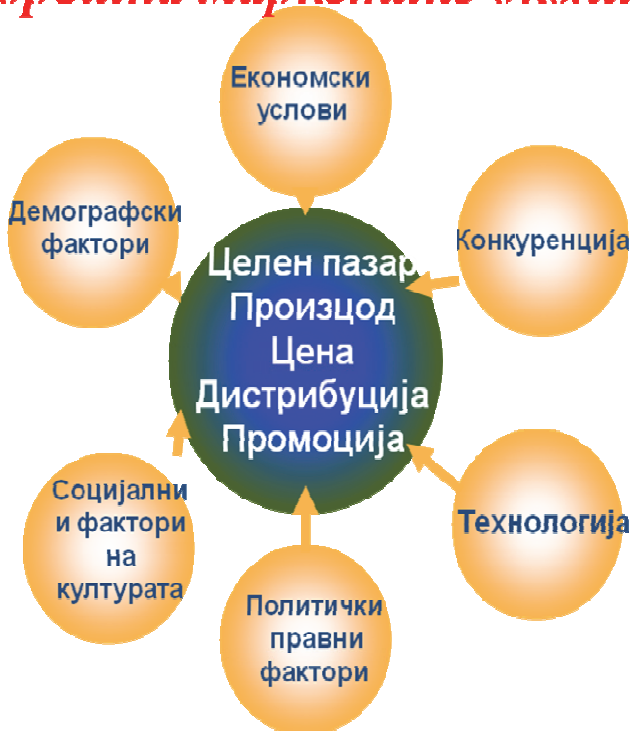 Економски
услови
Демографски
фактори
Конкуренција
Целен пазар
Произцод
Цена
Дистрибуција
Промоција
Социјални
и фактори
на
културата
Технологија
Политички
правни
фактори